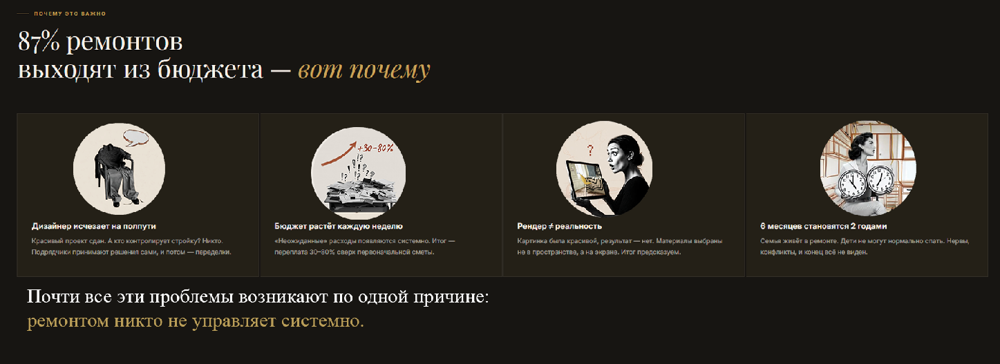 ПОЧЕМУ ЭТО ВАЖНО
87% ремонтов
выходят из бюджета — вот почему
+30-80%
!?
! ! ? ! ? ? ?
?
Дизайнер исчезает на полпути
Красивый проект сдан. А кто контролирует стройку? Никто.
Подрядчики принимают решения сами, и потом — переделки.
Бюджет растёт каждую неделю
«Неожиданные» расходы появляются системно. Итог —
переплата 30–80% сверх первоначальной сметы.
Рендер ≠ реальность
Картинка была красивой, результат — нет. Материалы выбраны
не в пространстве, а на экране. Итог предсказуем.
6 месяцев становятся 2 годами
Семья живёт в ремонте. Дети не могут нормально спать. Нервы,
конфликты, и конец всё не виден.
Почти все эти проблемы возникают по одной причине:
ремонтом никто не управляет системно.